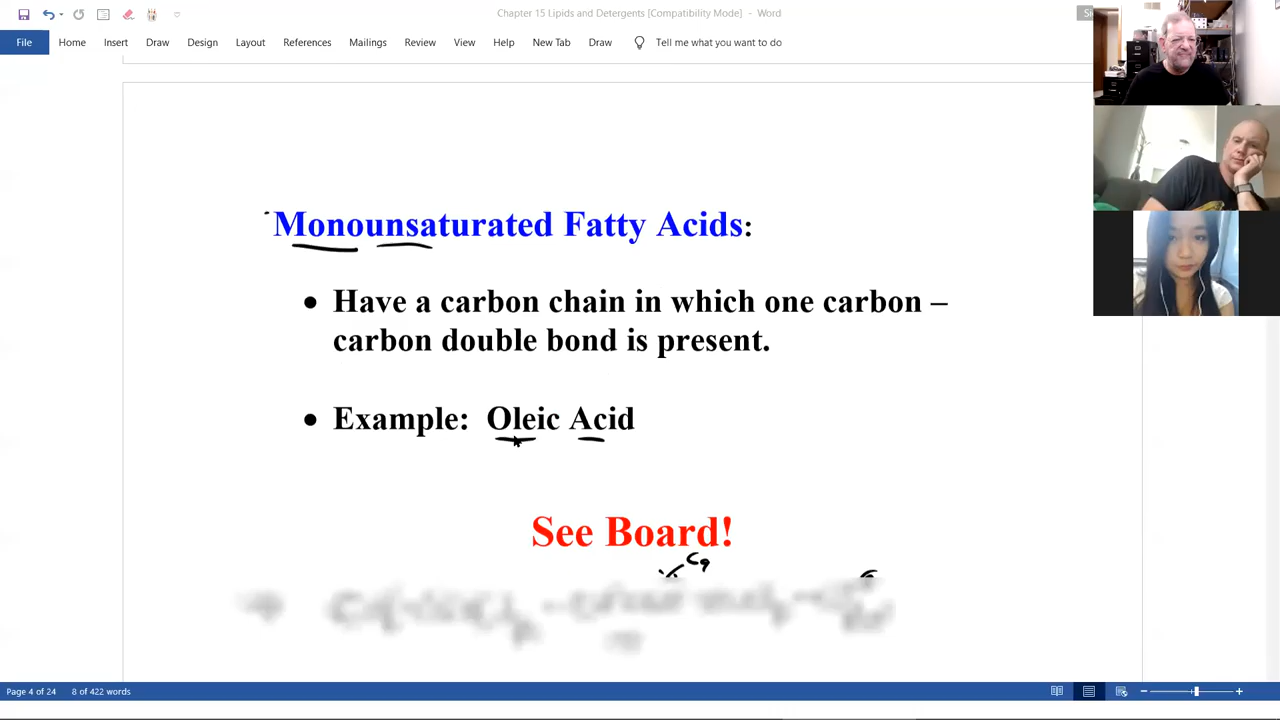 Chapter 15 Lipids and Detergents [Compatibility Mode] - Word
File Home Insert Draw Design Layout References Mailings Review View Help New Tab Draw Tell me what you want to do
Monounsaturated Fatty Acids:
• Have a carbon chain in which one carbon –
carbon double bond is present.
• Example: Oleic Acid
See Board!
C9
Page 4 of 24 8 of 422 words